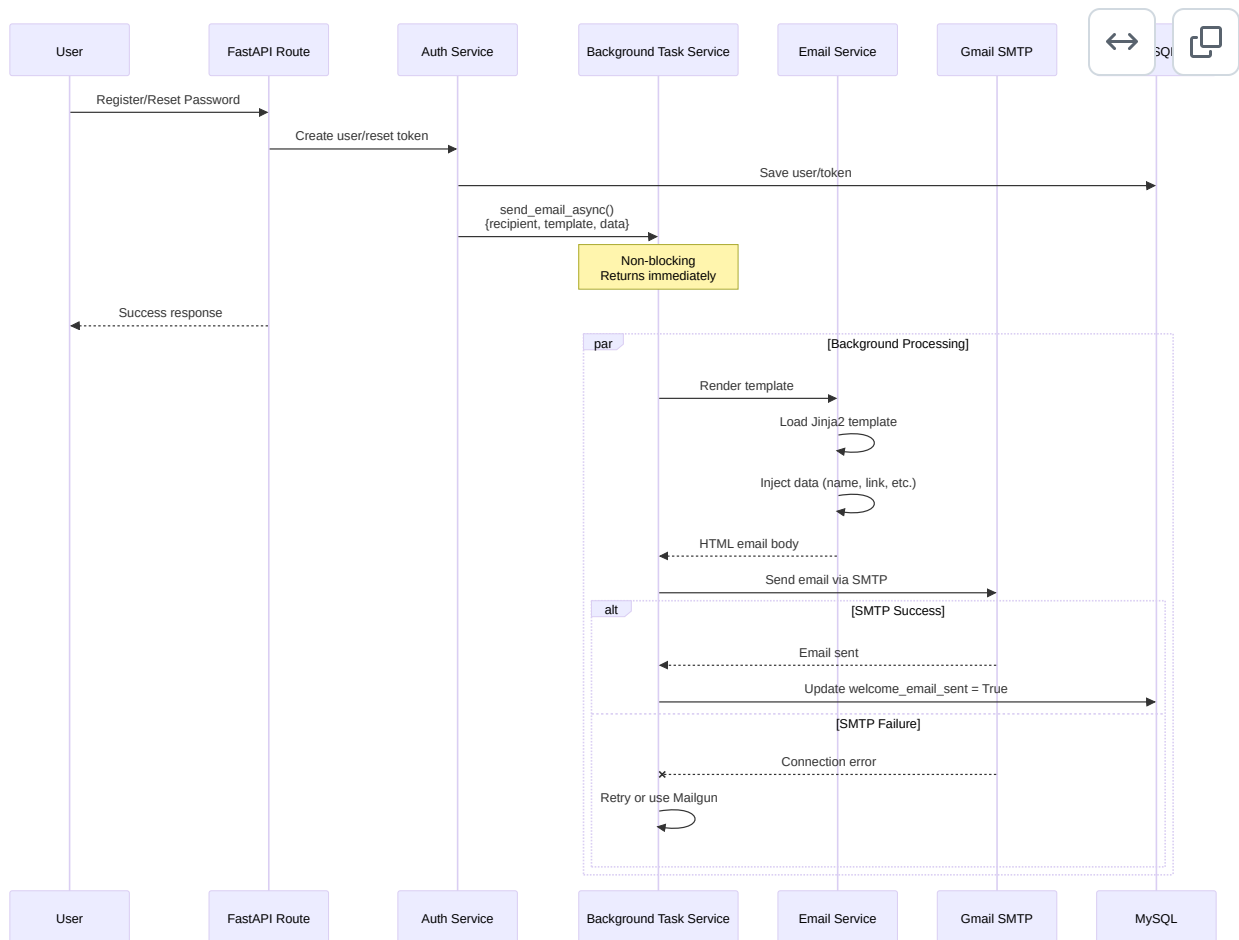 User
FastAPI Route
Auth Service
Background Task Service
Email Service
Gmail SMTP
Register/Reset Password
Create user/reset token
Save user/token
send_email_async()
{recipient, template, data}
Non-blocking
Returns immediately
Success response
par
[Background Processing]
Render template
Load Jinja2 template
Inject data (name, link, etc.)
HTML email body
Send email via SMTP
alt
[SMTP Success]
Email sent
Update welcome_email_sent = True
[SMTP Failure]
Connection error
Retry or use Mailgun
User
FastAPI Route
Auth Service
Background Task Service
Email Service
Gmail SMTP
MySQL